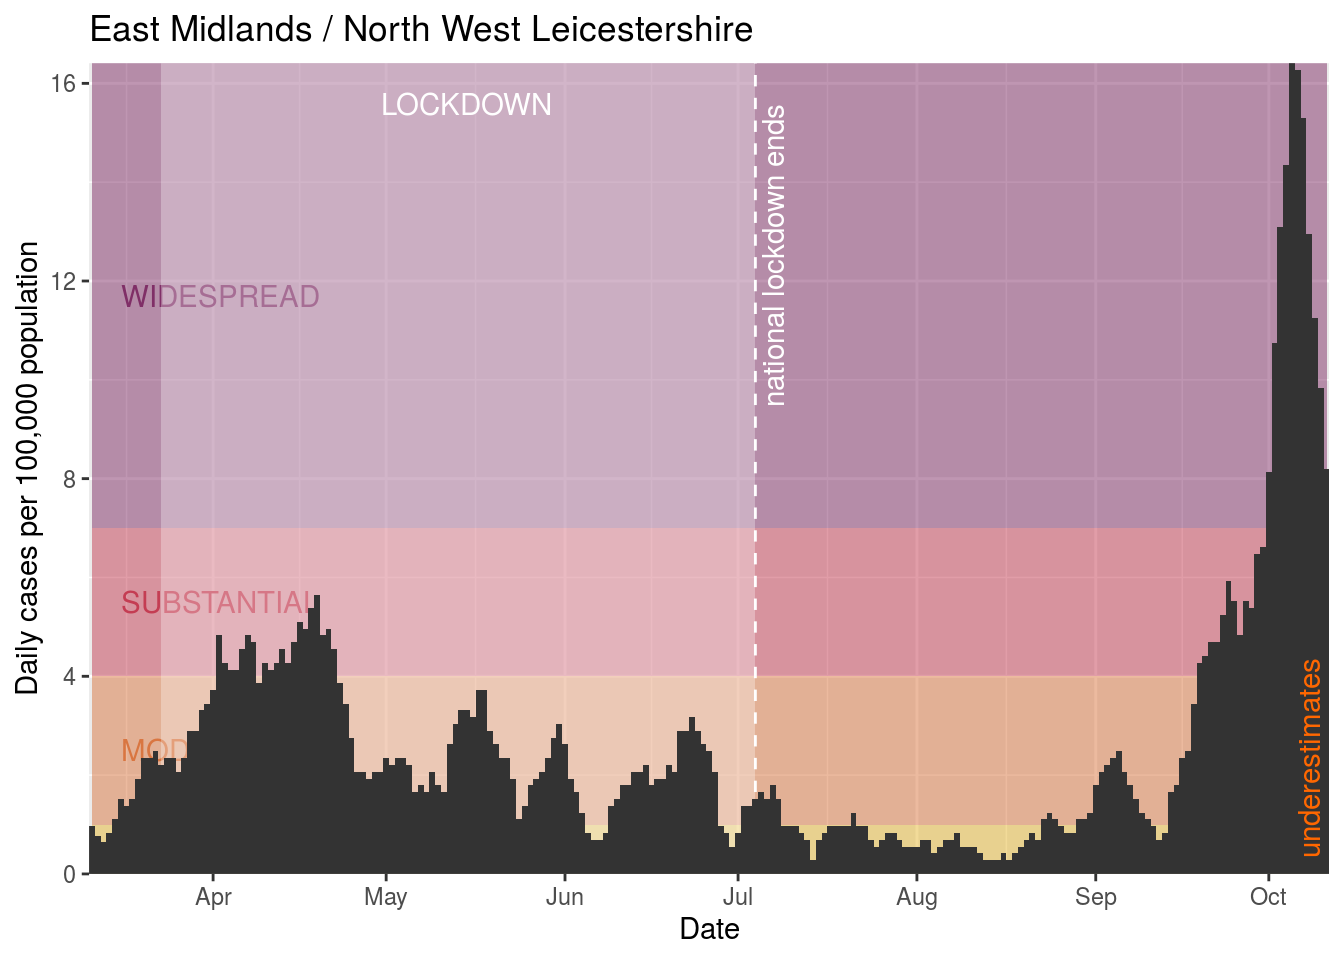 East Midlands / North West Leicestershire
Daily cases per 100,000 population
16
12
8
4
0
LOCKDOWN
national lockdown ends
WIDESPREAD
SUBSTANTIAL
MOD
underestimates
Apr
May
Jun
Jul
Aug
Sep
Oct
Date